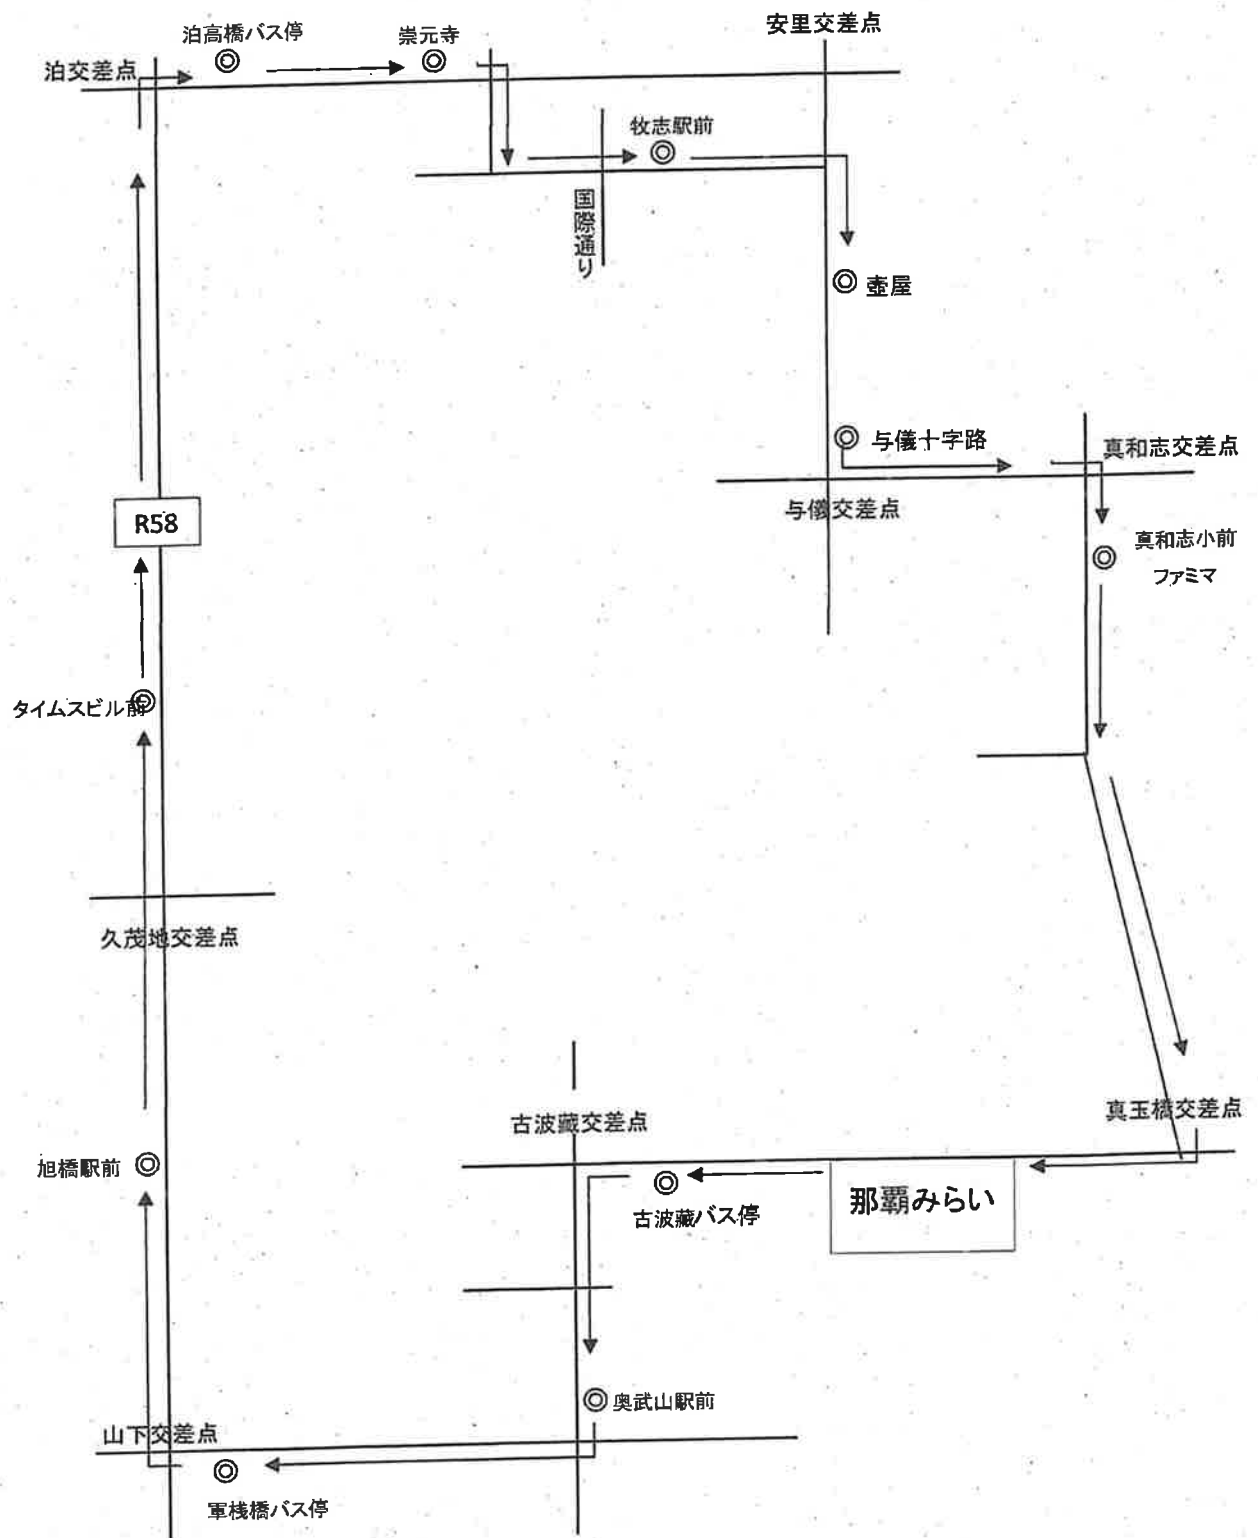 安里交差点
泊高橋バス停
崇元寺
泊交差点
牧志駅前
国際通り
壺屋
与儀十字路
真和志交差点
与儀交差点
R58
真和志小前
ファミマ
タイムスビル前
久茂地交差点
古波藏交差点
真玉橋交差点
旭橋駅前
那覇みらい
古波藏バス停
奥武山駅前
山下交差点
軍桟橋バス停